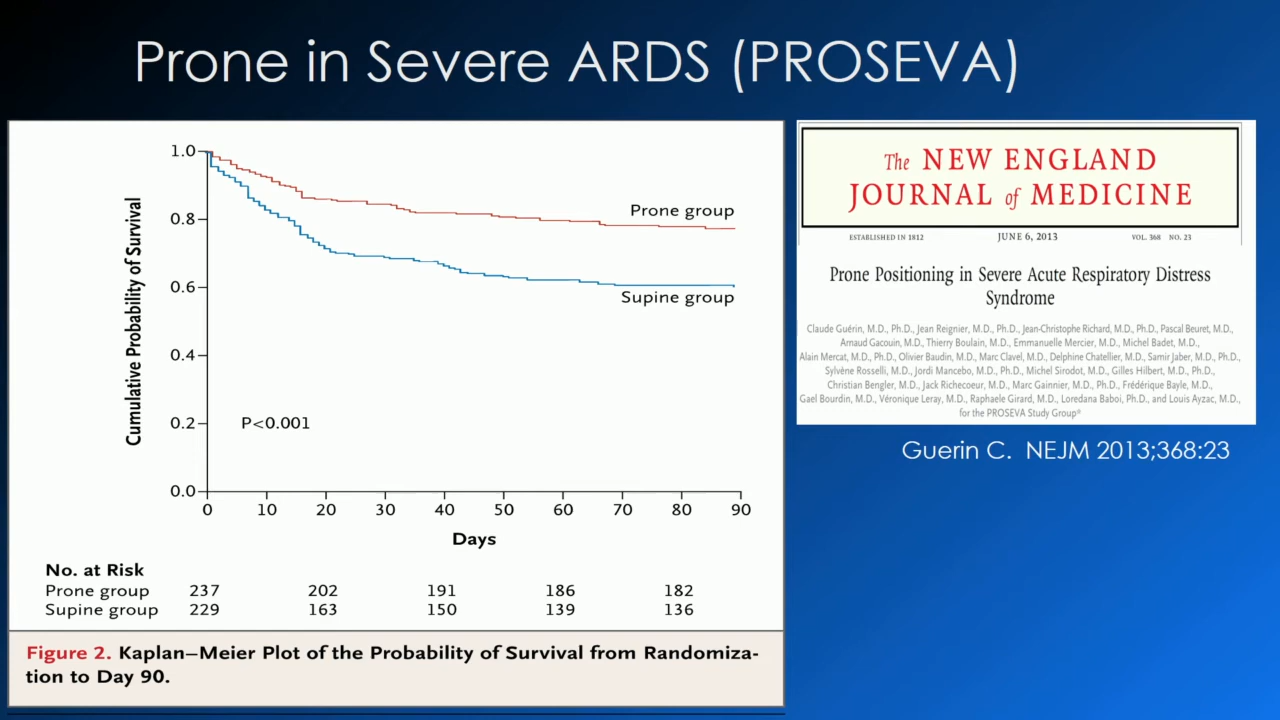 Prone in Severe ARDS (PROSEVA)
1.0
0.8
0.6
0.4
0.2
0.0
Cumulative Probability of Survival
Prone group
Supine group
P<0.001
0 10 20 30 40 50 60 70 80 90
Days
No. at Risk
Prone group 237 202 191 186 182
Supine group 229 163 150 139 136
Figure 2. Kaplan–Meier Plot of the Probability of Survival from Randomiza-
tion to Day 90.
The NEW ENGLAND
JOURNAL of MEDICINE
ESTABLISHED IN 1812 JUNE 6, 2013 VOL. 368 NO. 23
Prone Positioning in Severe Acute Respiratory Distress
Syndrome
Claude Guérin, M.D., Ph.D., Jean Reignier, M.D., Ph.D., Jean-Christophe Richard, M.D., Ph.D., Pascal Beuret, M.D.,
Arnaud Gacouin, M.D., Thierry Boulain, M.D., Emmanuelle Mercier, M.D., Michel Badet, M.D.,
Alain Mercat, M.D., Ph.D., Olivier Baudin, M.D., Marc Clavel, M.D., Delphine Chatellier, M.D., Samir Jaber, M.D., Ph.D.,
Sylvène Rosselli, M.D., Jordi Mancebo, M.D., Ph.D., Michel Sirodot, M.D., Gilles Hilbert, M.D., Ph.D.,
Christian Bengler, M.D., Jack Richecoeur, M.D., Marc Gainnier, M.D., Ph.D., Frédérique Bayle, M.D.,
Gael Bourdin, M.D., Véronique Leray, M.D., Raphaele Girard, M.D., Loredana Baboi, Ph.D., and Louis Ayzac, M.D.,
for the PROSEVA Study Group*
Guerin C. NEJM 2013;368:23